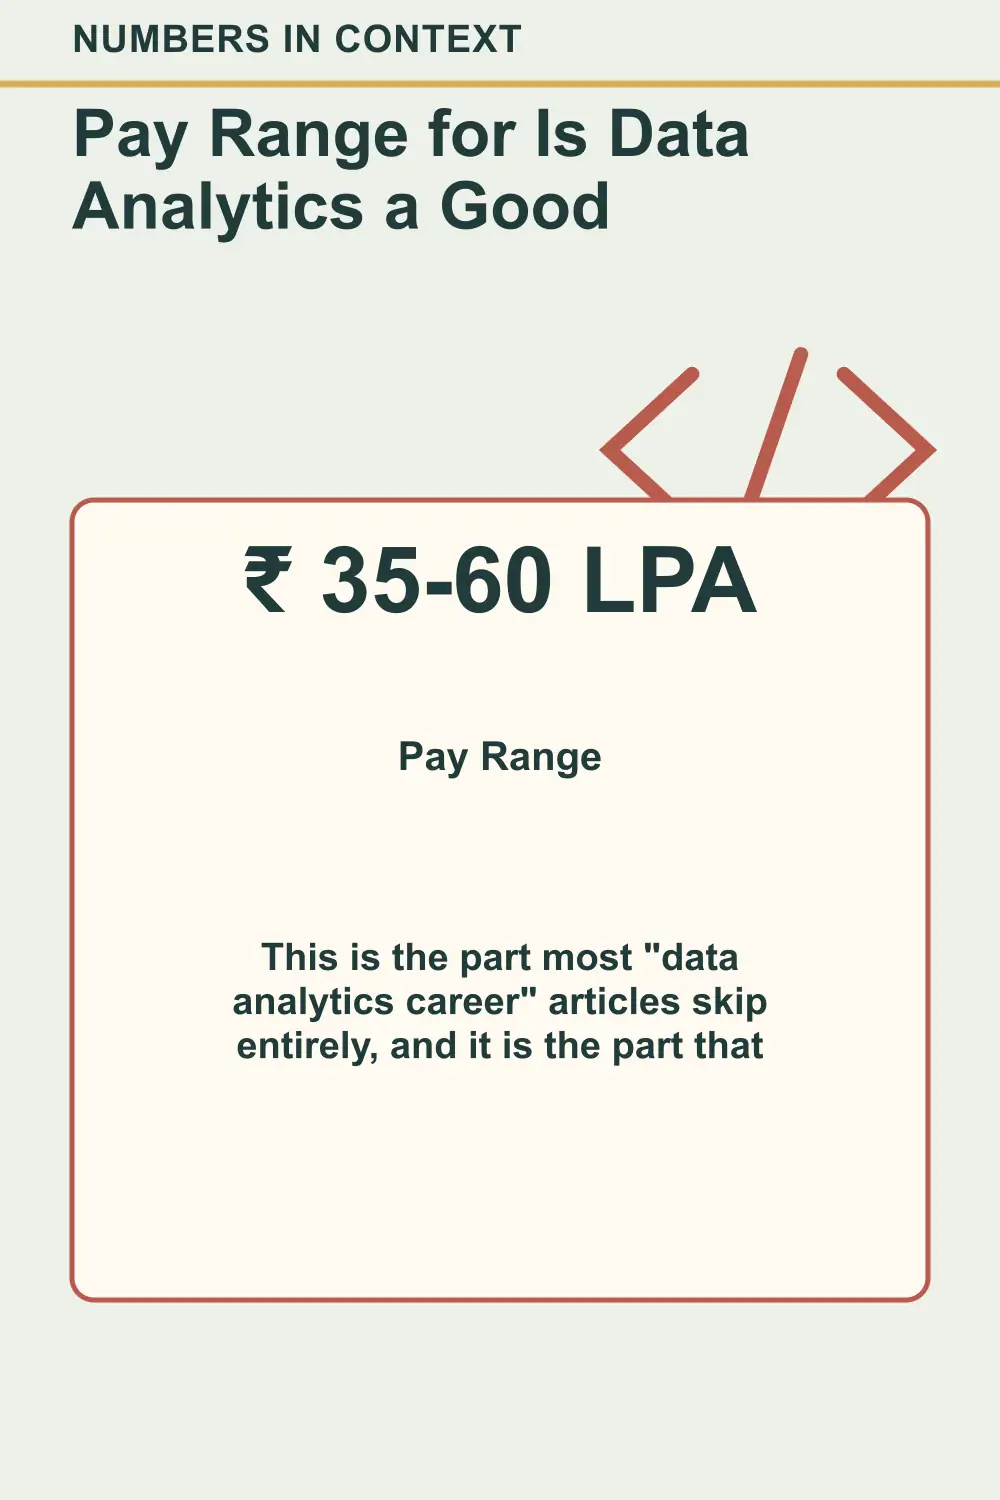 NUMBERS IN CONTEXT
Pay Range for Is Data
Analytics a Good
₹ 35-60 LPA
Pay Range
This is the part most "data
analytics career" articles skip
entirely, and it is the part that